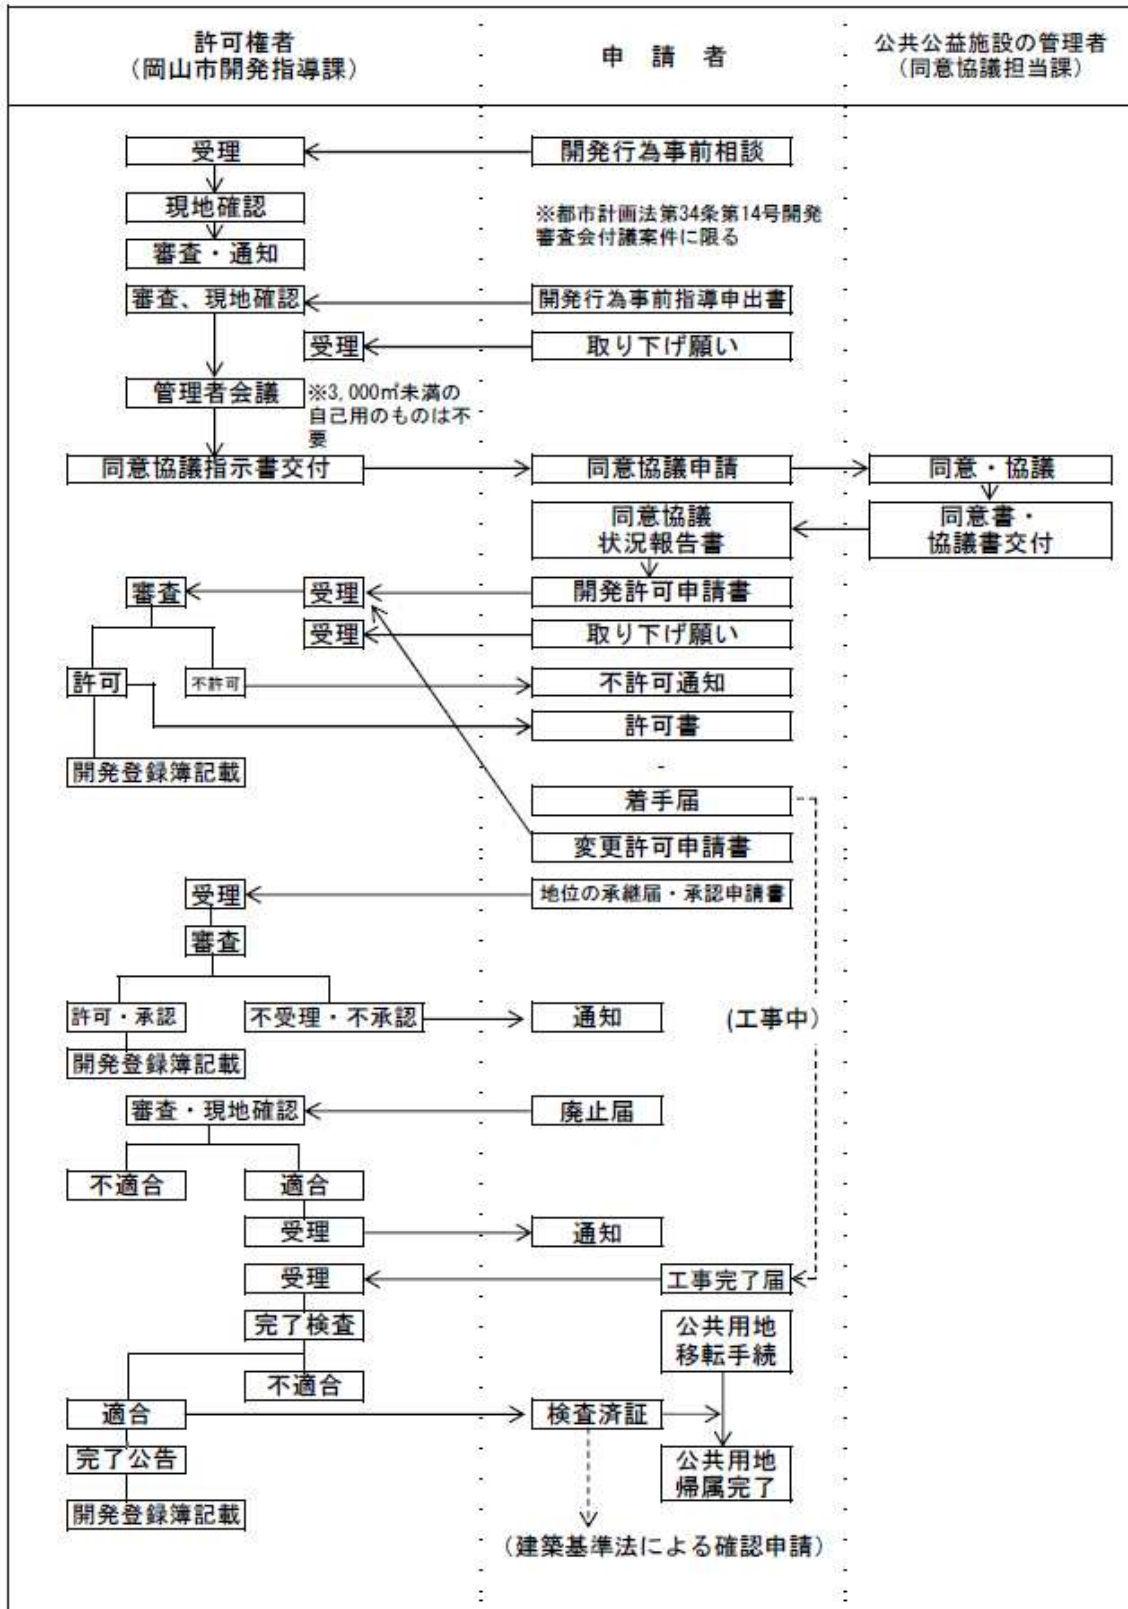 許可権者
(岡山市開発指導課)
申 請 者
公共公益施設の管理者
(同意協議担当課)
受理
開発行為事前相談
現地確認
※都市計画法第34条第14号開発
審査会付議案件に限る
審査・通知
審査、現地確認
開発行為事前指導申出書
受理
取り下げ願い
管理者会議
※3,000㎡未満の
自己用のものは不
要
同意協議指示書交付
同意協議申請
同意・協議
同意協議
状況報告書
同意書・
協議書交付
審査
受理
開発許可申請書
受理
取り下げ願い
許可
不許可
不許可通知
許可書
開発登録簿記載
着手届
変更許可申請書
受理
地位の承継届・承認申請書
審査
許可・承認
不受理・不承認
通知
(工事中)
開発登録簿記載
審査・現地確認
廃止届
不適合
適合
受理
通知
受理
工事完了届
完了検査
公共用地
移転手続
不適合
適合
検査済証
完了公告
公共用地
帰属完了
開発登録簿記載
(建築基準法による確認申請)